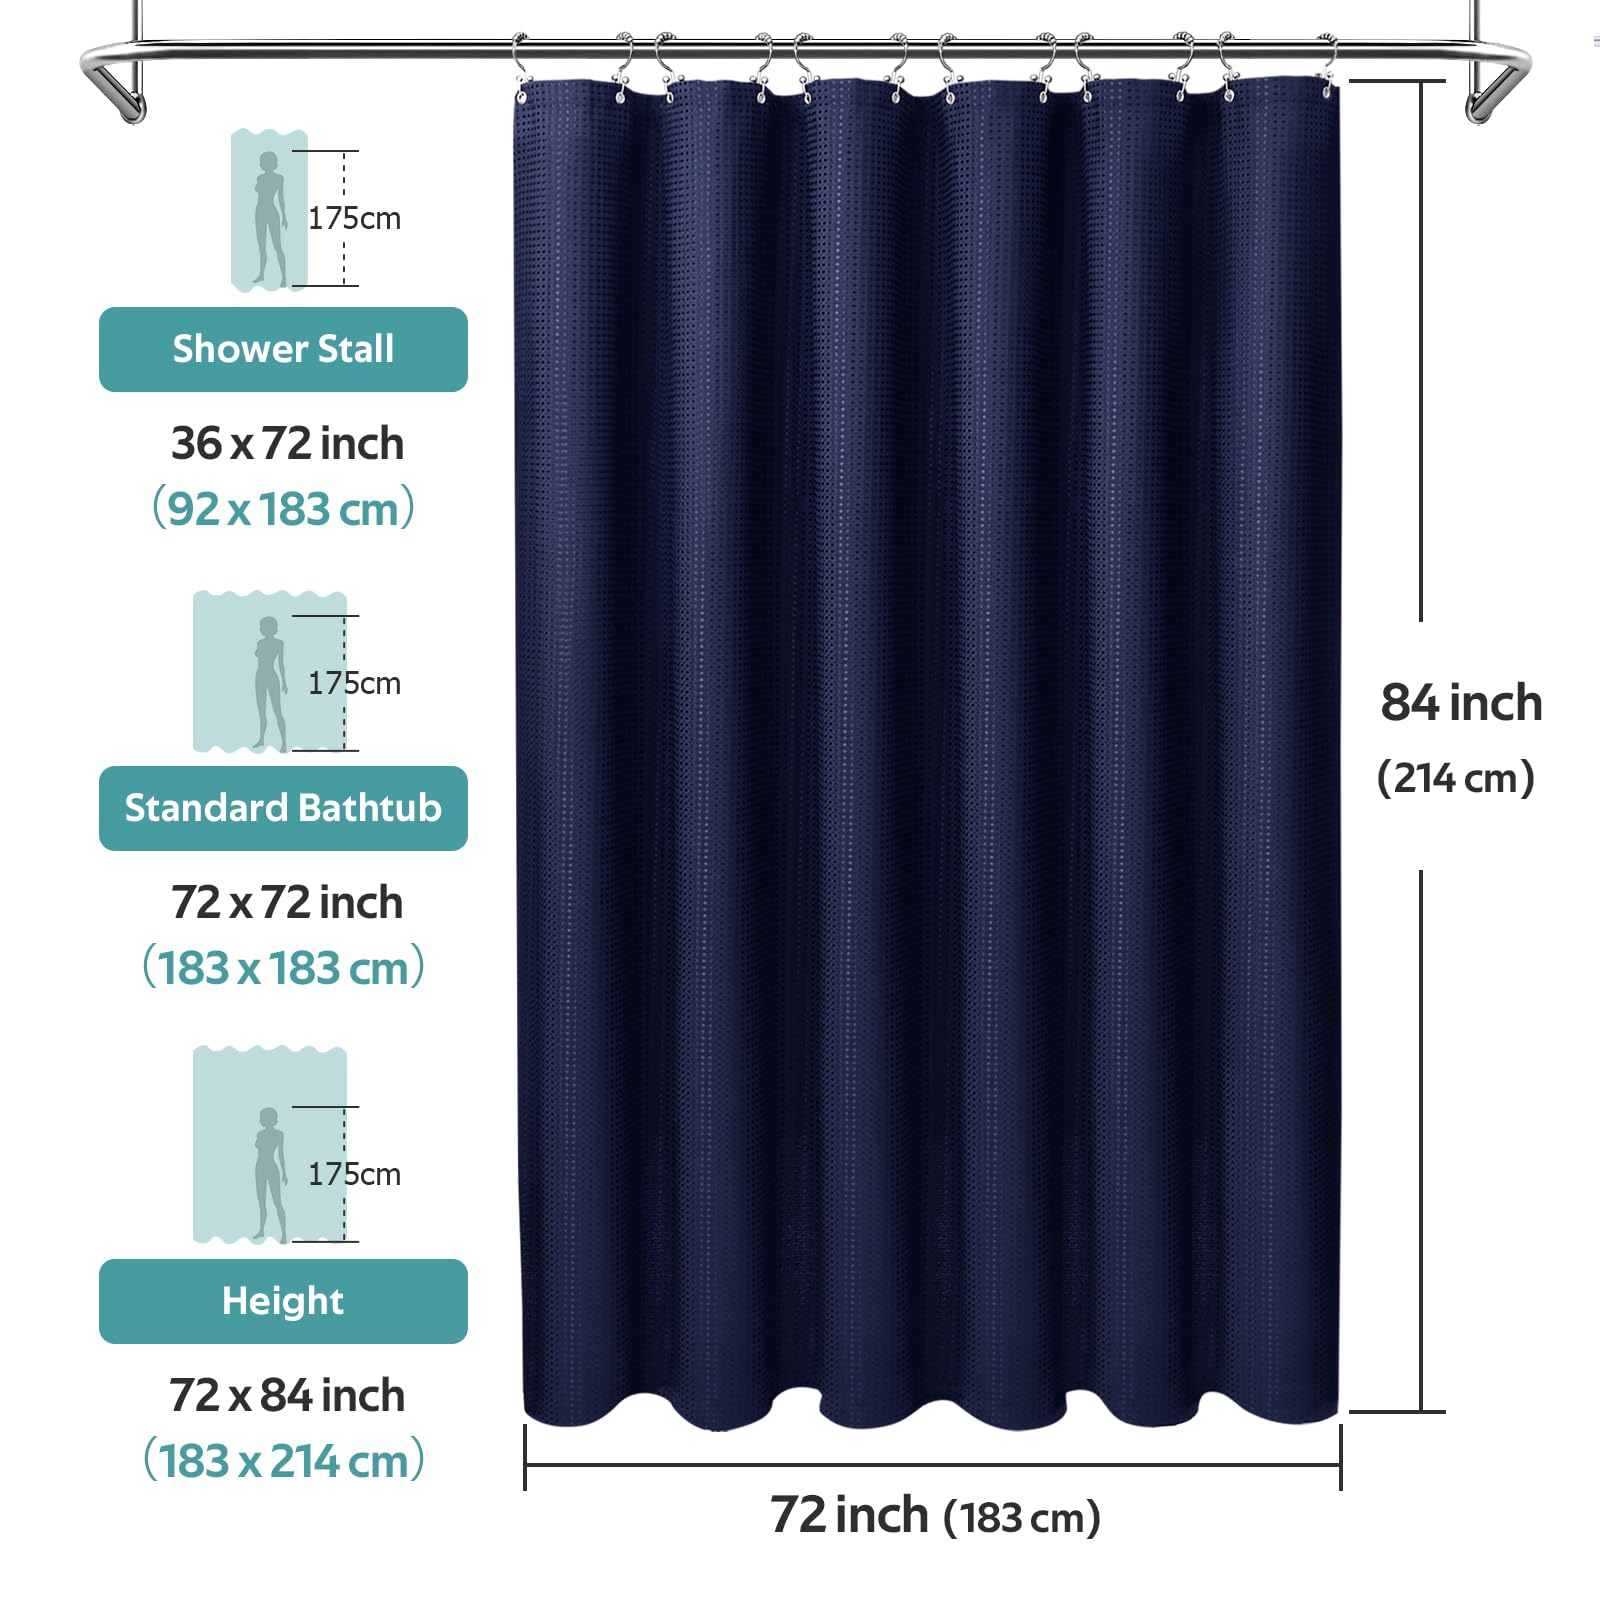 175cm
Shower Stall
36 x 72 inch
(92 x 183 cm)
175cm
Standard Bathtub
72 x 72 inch
(183 x 183 cm)
175cm
Height
72 x 84 inch
(183 x 214 cm)
84 inch
(214 cm)
72 inch (183 cm)